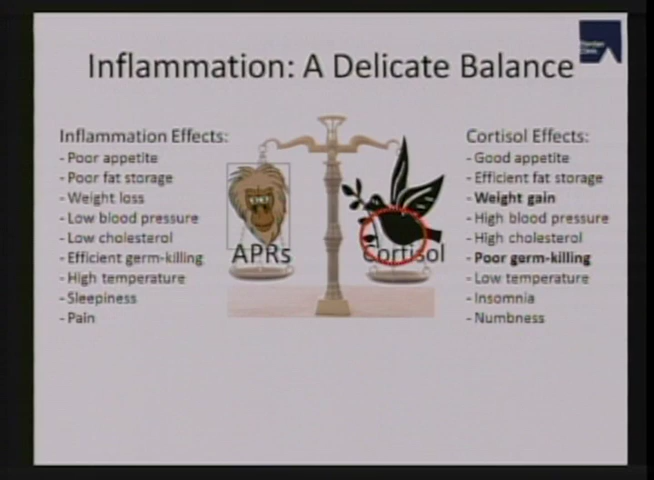 Inflammation: A Delicate Balance
Inflammation Effects:
- Poor appetite
- Poor fat storage
- Weight loss
- Low blood pressure
- Low cholesterol
- Efficient germ-killing
- High temperature
- Sleepiness
- Pain
APRs
Cortisol
Cortisol Effects:
- Good appetite
- Efficient fat storage
- Weight gain
- High blood pressure
- High cholesterol
- Poor germ-killing
- Low temperature
- Insomnia
- Numbness